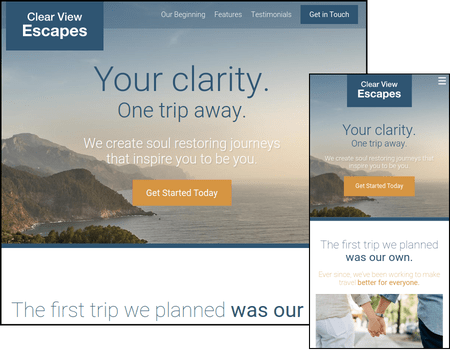 Clear View
Escapes
Our Beginning Features Testimonials Get in Touch
Your clarity.
One trip away.
We create soul restoring journeys
that inspire you to be you.
Get Started Today
The first trip we planned was our
Clear View
Escapes
Your clarity.
One trip away.
We create soul restoring journeys that
inspire you to be you.
Get Started Today
The first trip we planned
was our own.
Ever since, we've been working to make
travel better for everyone.